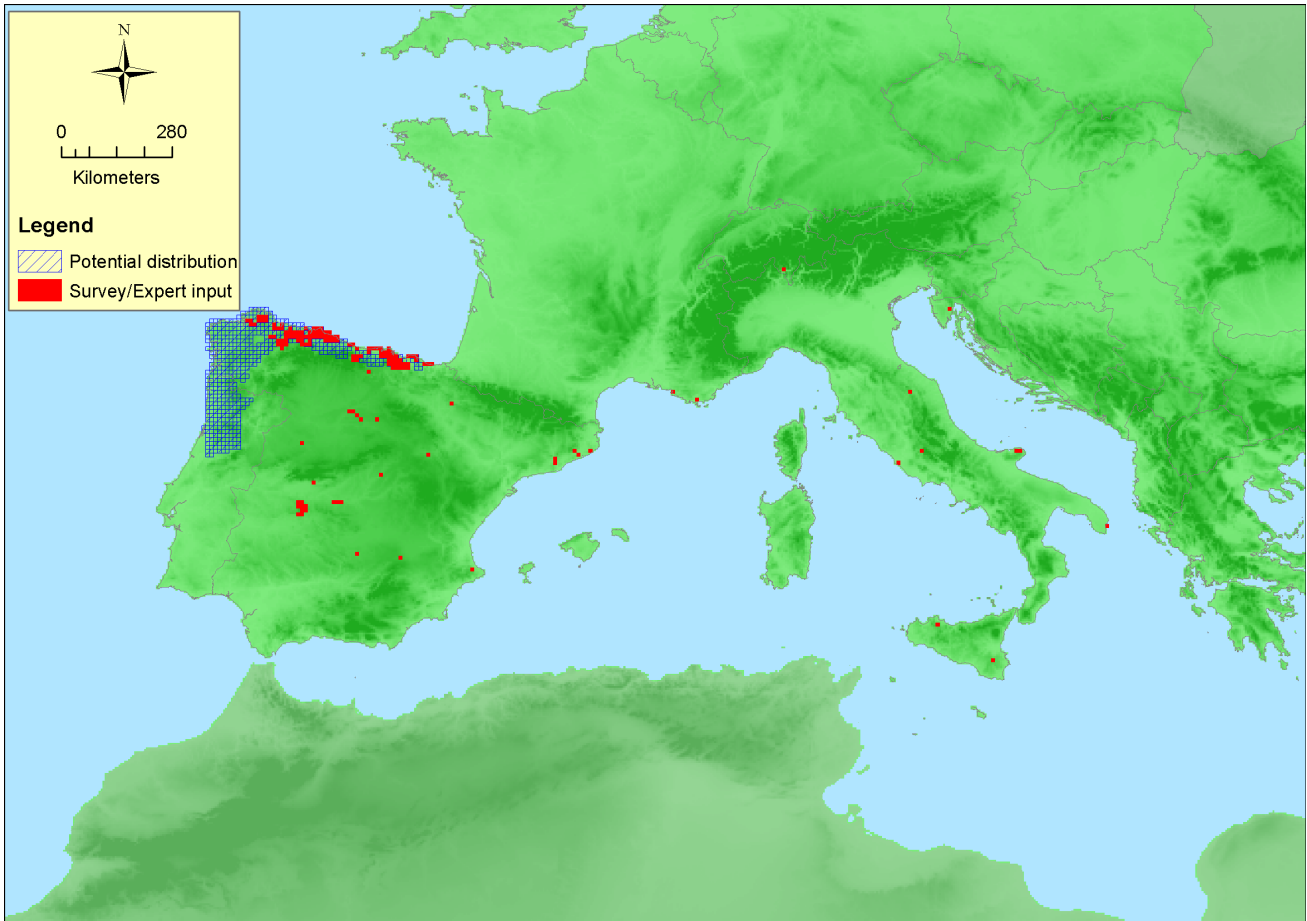 N
0 280
Kilometers
Legend
Potential distribution
Survey/Expert input